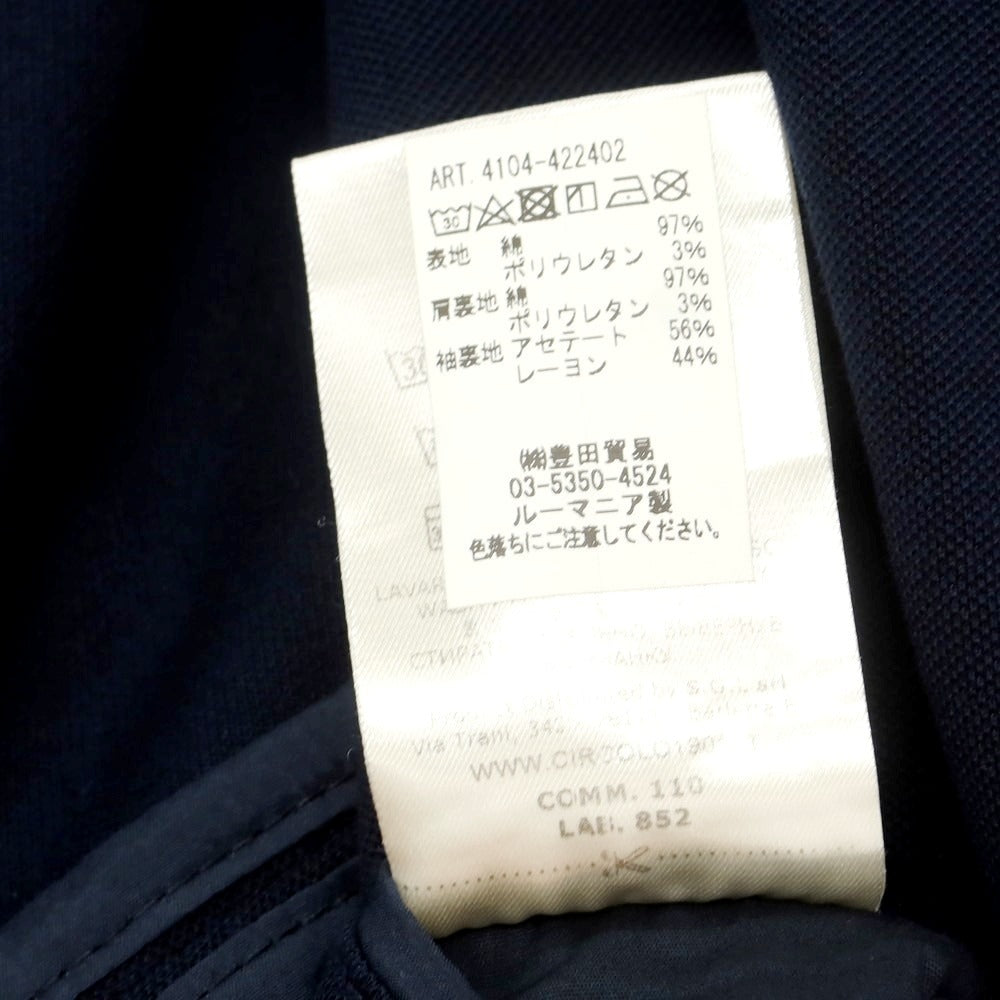 ART. 4104-422402
30
表地 綿 97%
ポリウレタン 3%
肩裏地 綿 97%
ポリウレタン 3%
袖裏地 アセテート 56%
レーヨン 44%
㈱豊田貿易
03-5350-4524
ルーマニア製
色落ちにご注意してください。
Via Trani, 342
WWW.CIRCOLO190
COMM. 110
LAB. 852